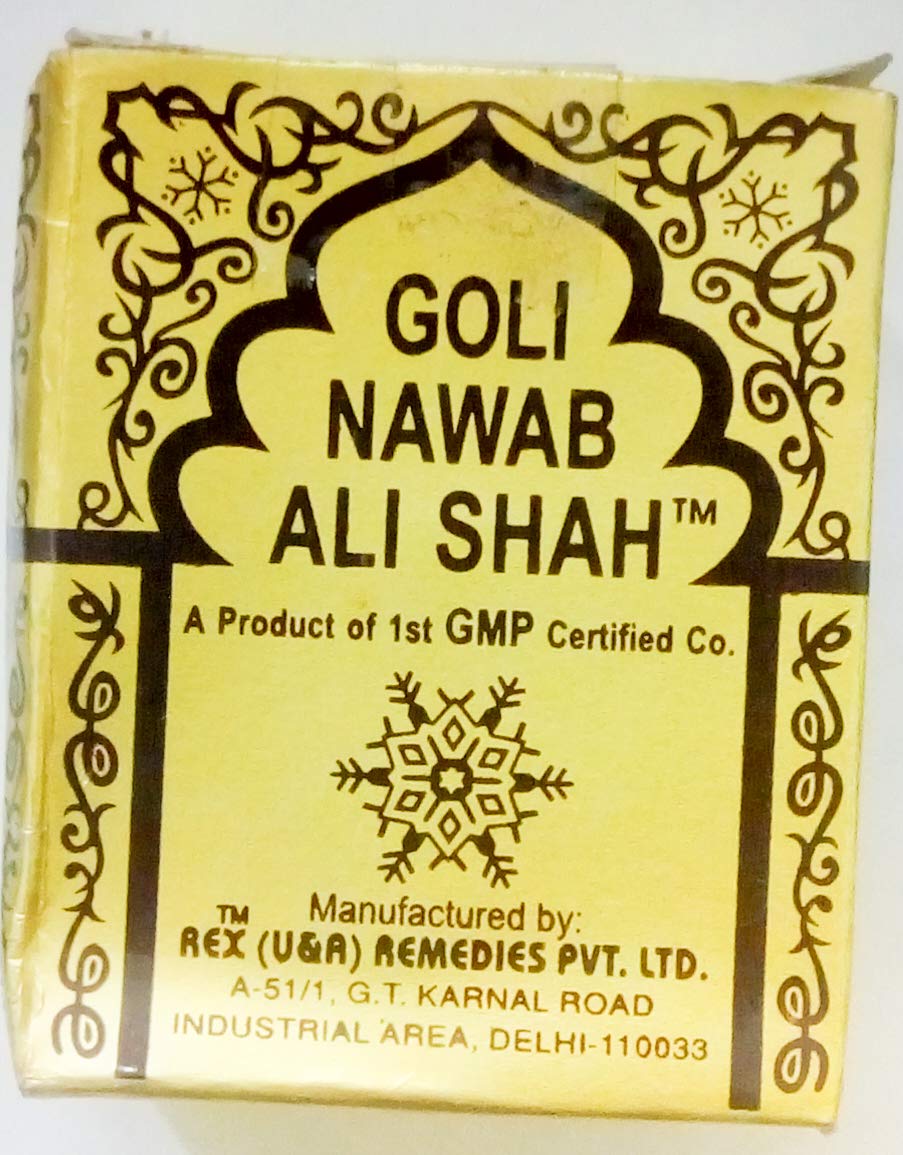 GOLI
NAWAB
ALI SHAH™
A Product of 1st GMP Certified Co.
Manufactured by:
™ REX (U&A) REMEDIES PVT. LTD.
A-51/1, G.T. KARNAL ROAD
INDUSTRIAL AREA, DELHI-110033